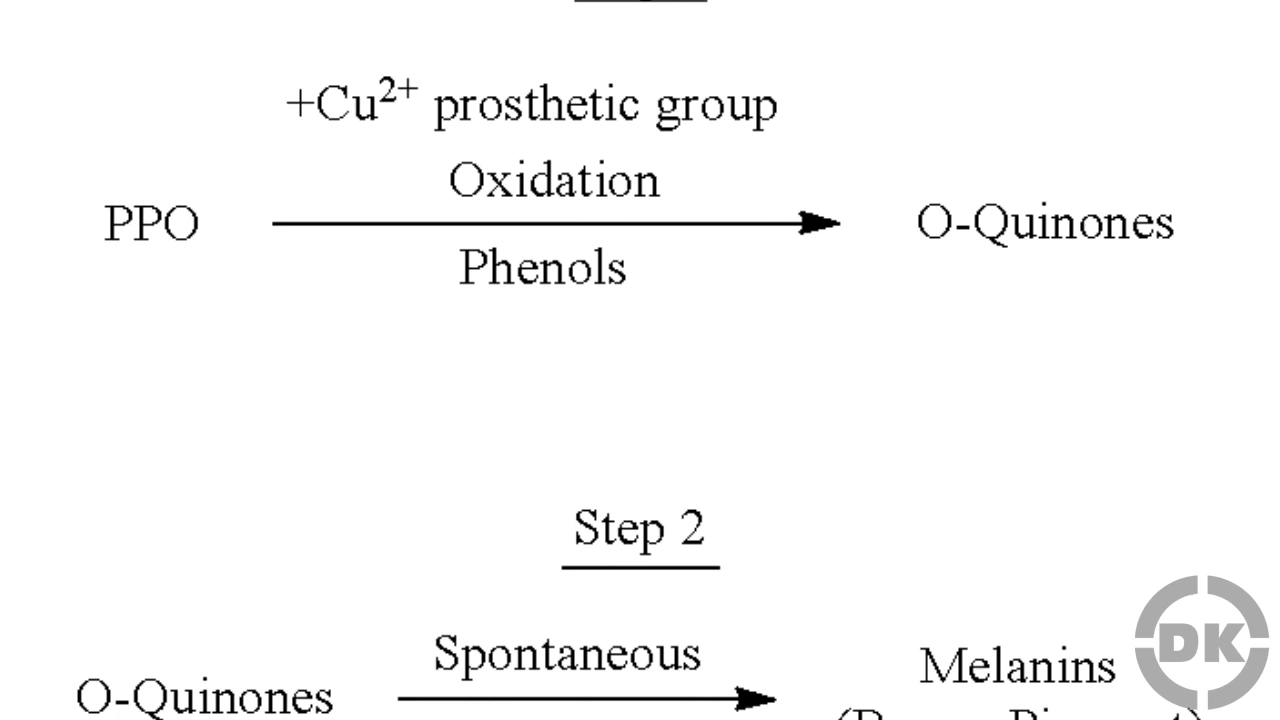 +Cu²⁺ prosthetic group
Oxidation
PPO
O-Quinones
Phenols
Step 2
Spontaneous
Melanins
O-Quinones
DK